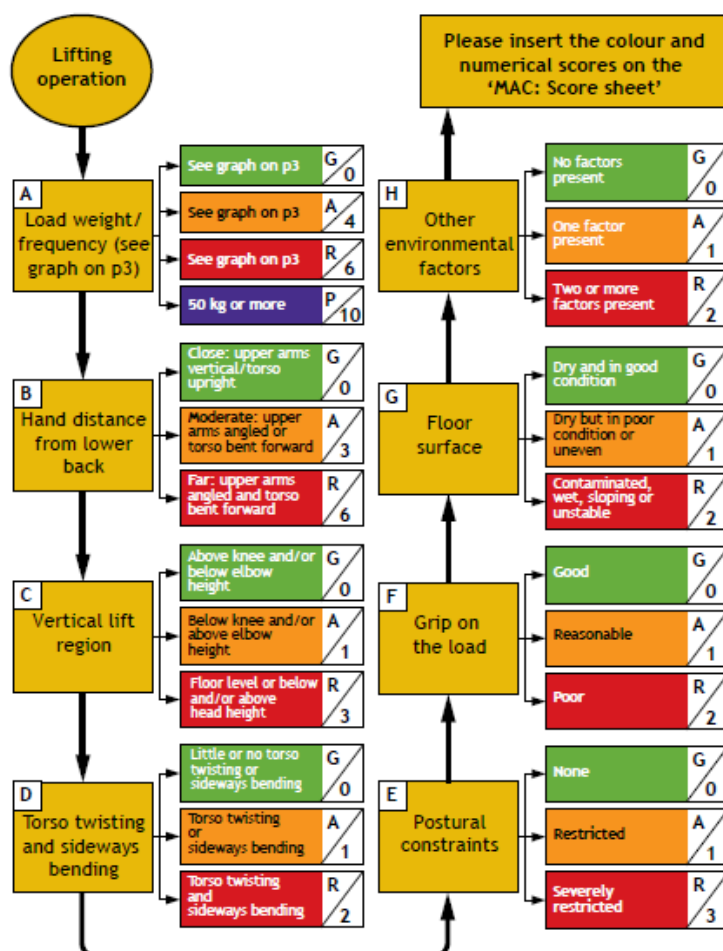 Lifting
operation
A
Load weight/
frequency (see
graph on p3)
See graph on p3
G
0
See graph on p3
A
4
See graph on p3
R
6
50 kg or more
P
10
B
Hand distance
from lower
back
Close: upper arms
vertical/torso
upright
G
0
Moderate: upper
arms angled or
torso bent forward
A
3
Far: upper arms
angled and torso
bent forward
R
6
C
Vertical lift
region
Above knee and/or
below elbow
height
G
0
Below knee and/or
above elbow
height
A
1
Floor level or below
and/or above
head height
R
3
D
Torso twisting
and sideways
bending
Little or no torso
twisting or
sideways bending
G
0
Torso twisting
or
sideways bending
A
1
Torso twisting
and
sideways bending
R
2
E
Postural
constraints
None
G
0
Restricted
A
1
Severely
restricted
R
3
F
Grip on
the load
Good
G
0
Reasonable
A
1
Poor
R
2
G
Floor
surface
Dry and in good
condition
G
0
Dry but in poor
condition or
uneven
A
1
Contaminated,
wet, sloping or
unstable
R
2
H
Other
environmental
factors
No factors
present
G
0
One factor
present
A
1
Two or more
factors present
R
2
Please insert the colour and
numerical scores on the
‘MAC: Score sheet’